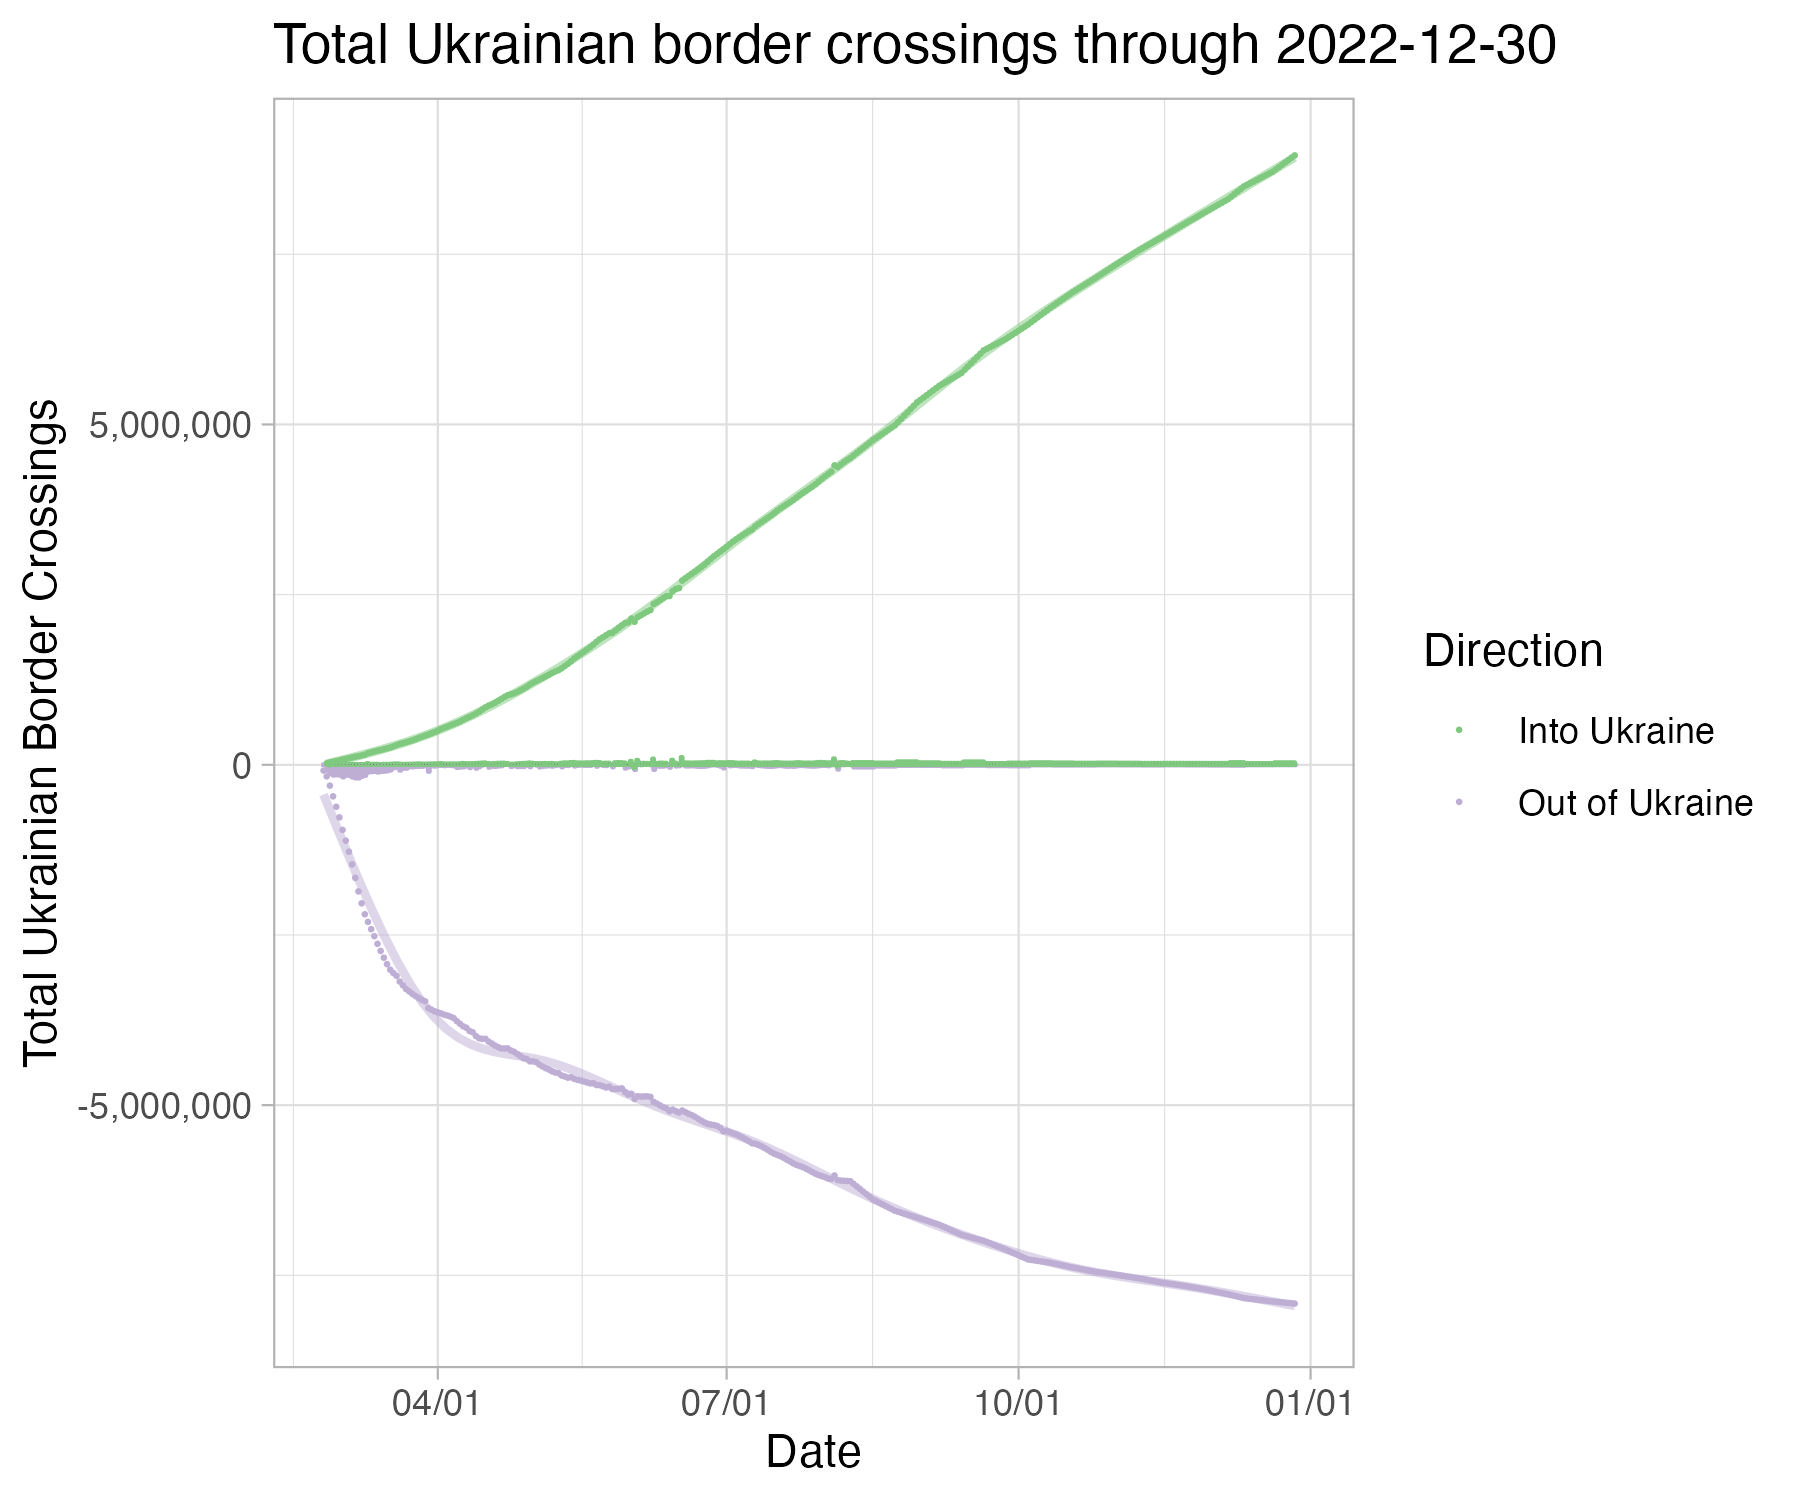 Total Ukrainian border crossings through 2022-12-30
Total Ukrainian Border Crossings
5,000,000
0
-5,000,000
04/01
07/01
10/01
01/01
Date
Direction
Into Ukraine
Out of Ukraine